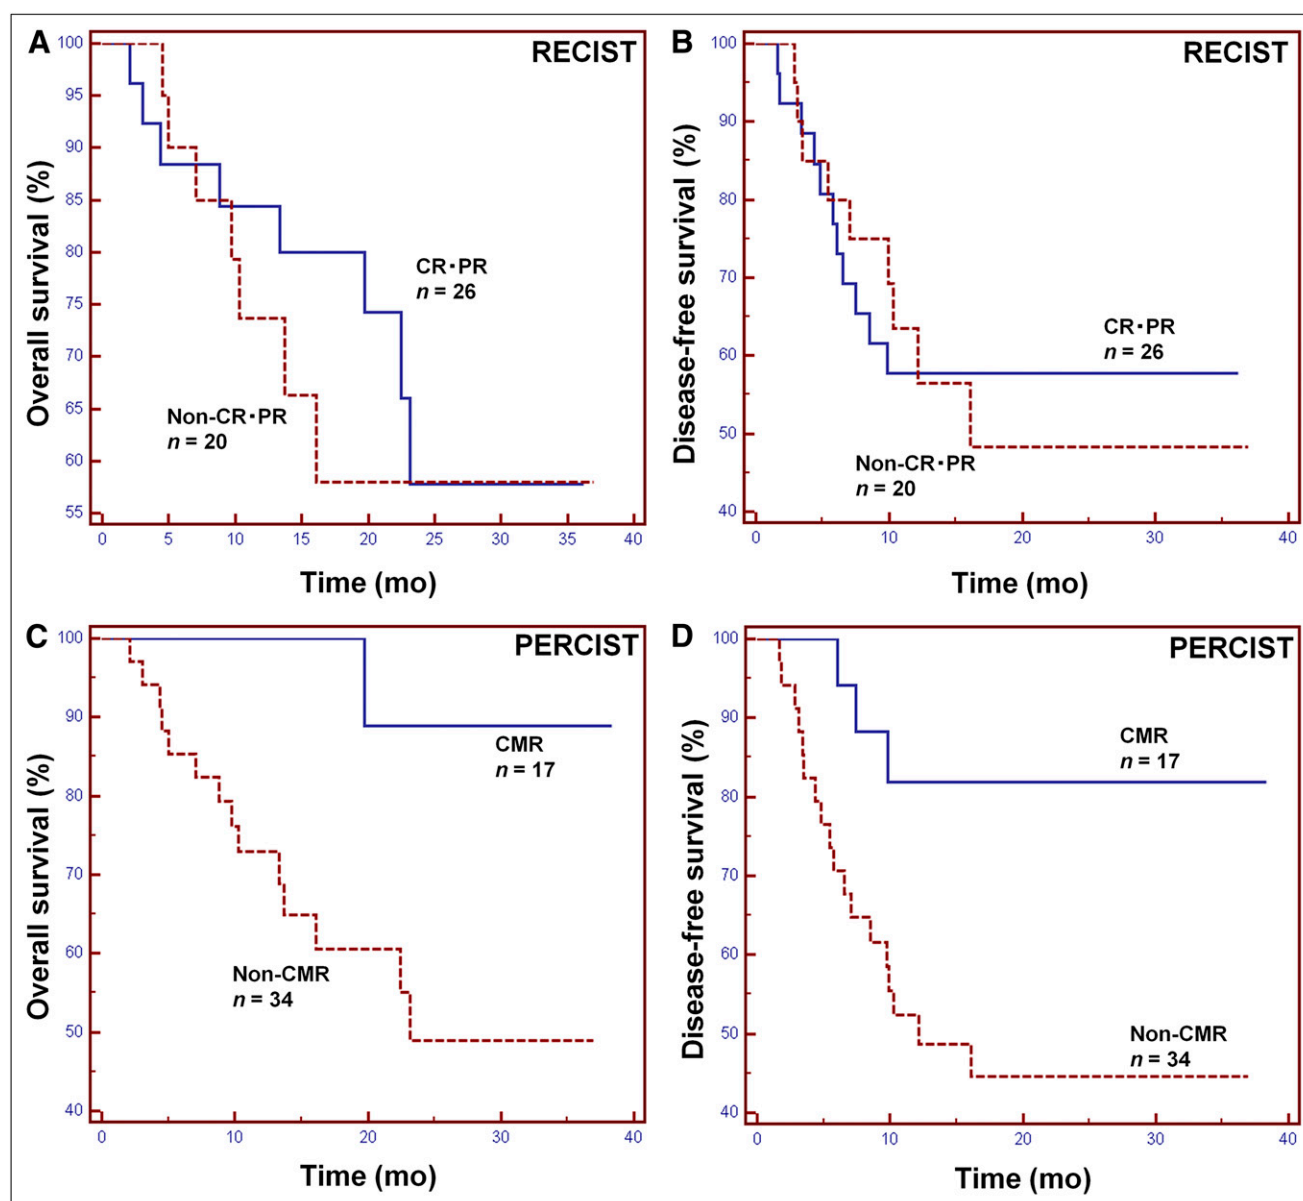 A
RECIST
Overall survival (%)
100
95
90
85
80
75
70
65
60
55
CR·PR
n = 26
Non-CR·PR
n = 20
0 5 10 15 20 25 30 35 40
Time (mo)
B
RECIST
Disease-free survival (%)
100
90
80
70
60
50
40
CR·PR
n = 26
Non-CR·PR
n = 20
0 10 20 30 40
Time (mo)
C
PERCIST
Overall survival (%)
100
90
80
70
60
50
40
CMR
n = 17
Non-CMR
n = 34
0 10 20 30 40
Time (mo)
D
PERCIST
Disease-free survival (%)
100
90
80
70
60
50
40
CMR
n = 17
Non-CMR
n = 34
0 10 20 30 40
Time (mo)